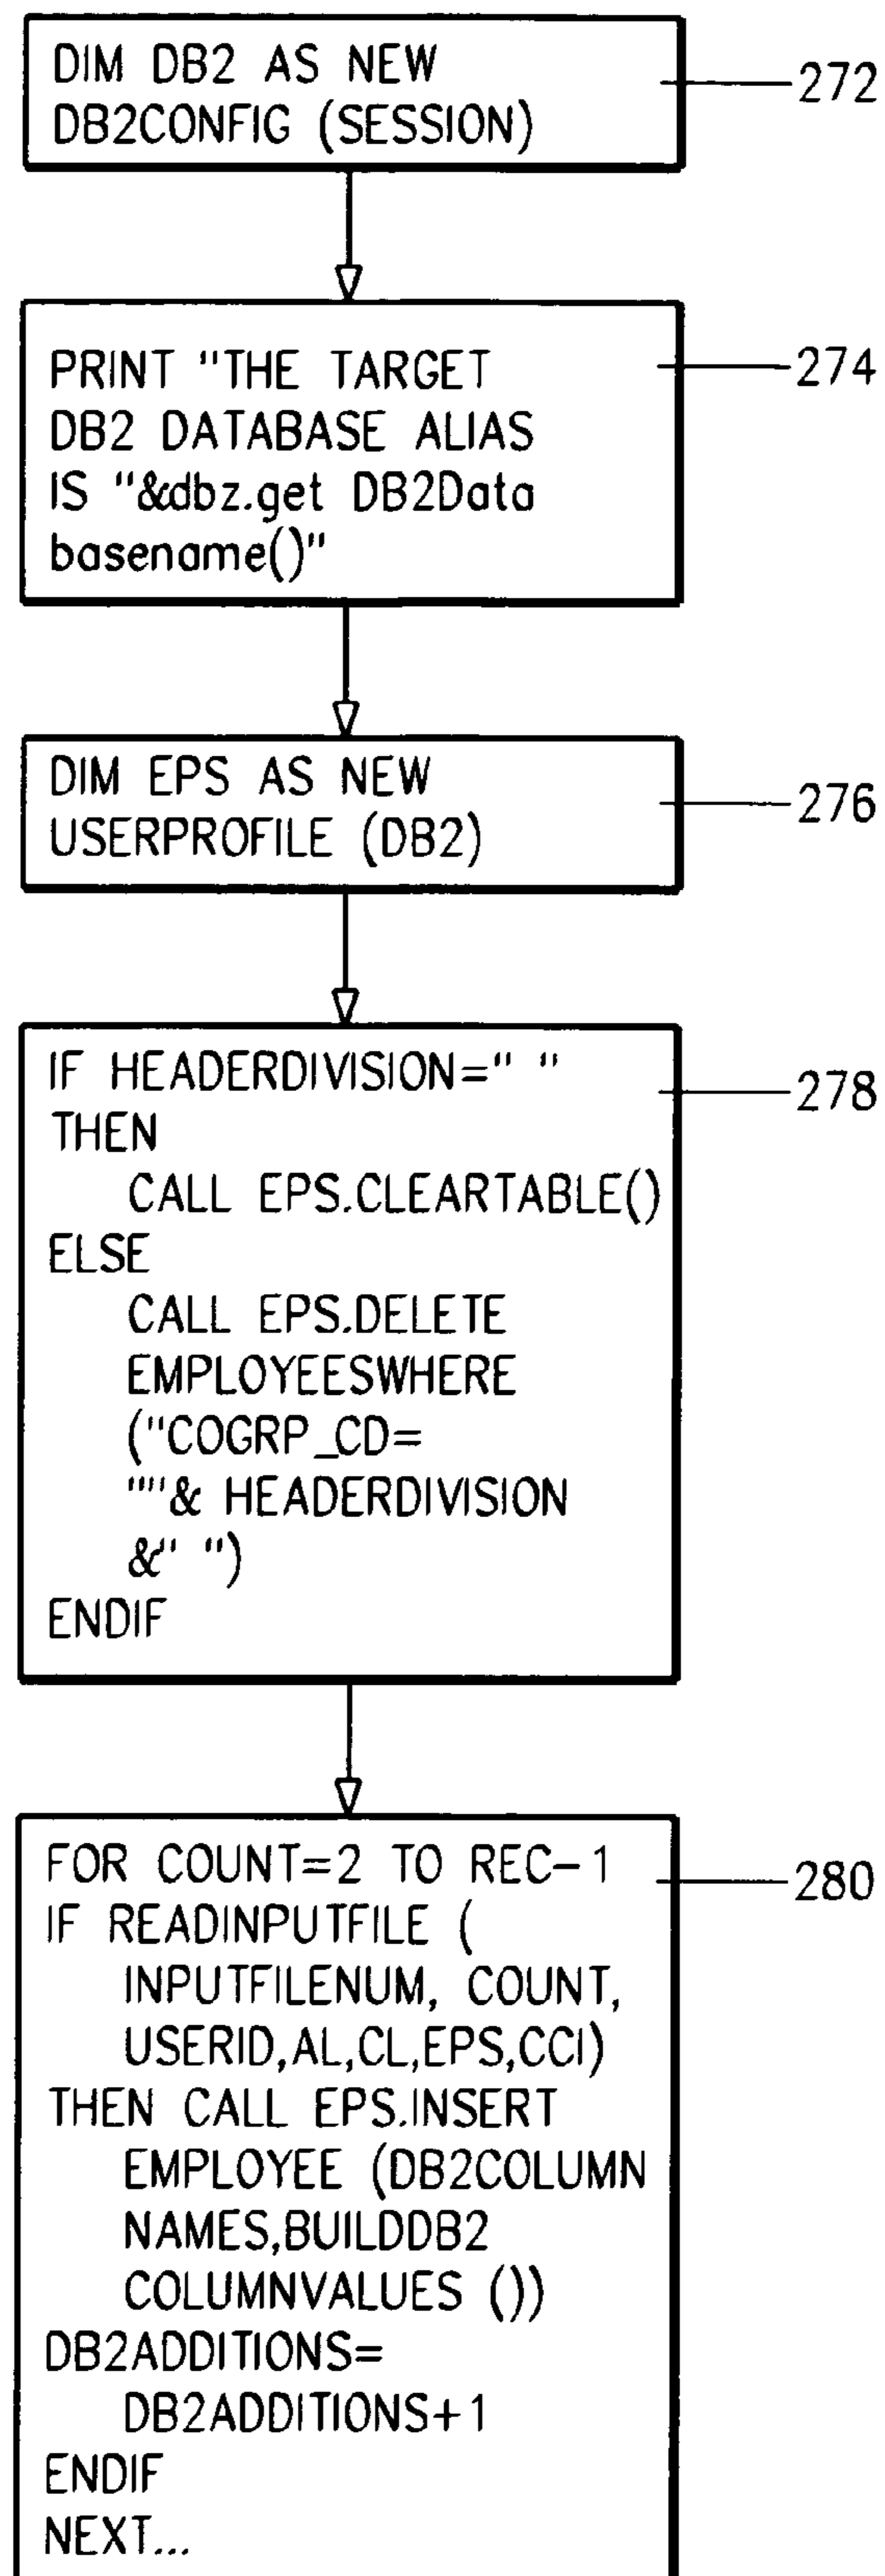 DIM DB2 AS NEW
DB2CONFIG (SESSION)
272
PRINT "THE TARGET
DB2 DATABASE ALIAS
IS "&dbz.get DB2Data
basename()"
274
DIM EPS AS NEW
USERPROFILE (DB2)
276
IF HEADERDIVISION=" "
THEN
CALL EPS.CLEARTABLE()
ELSE
CALL EPS.DELETE
EMPLOYEESWHERE
("COGRP_CD=
""& HEADERDIVISION
&" ")
ENDIF
278
FOR COUNT=2 TO REC-1
IF READINPUTFILE (
INPUTFILENUM, COUNT,
USERID,AL,CL,EPS,CCI)
THEN CALL EPS.INSERT
EMPLOYEE (DB2COLUMN
NAMES,BUILDDB2
COLUMNVALUES ())
DB2ADDITIONS=
DB2ADDITIONS+1
ENDIF
NEXT...
280